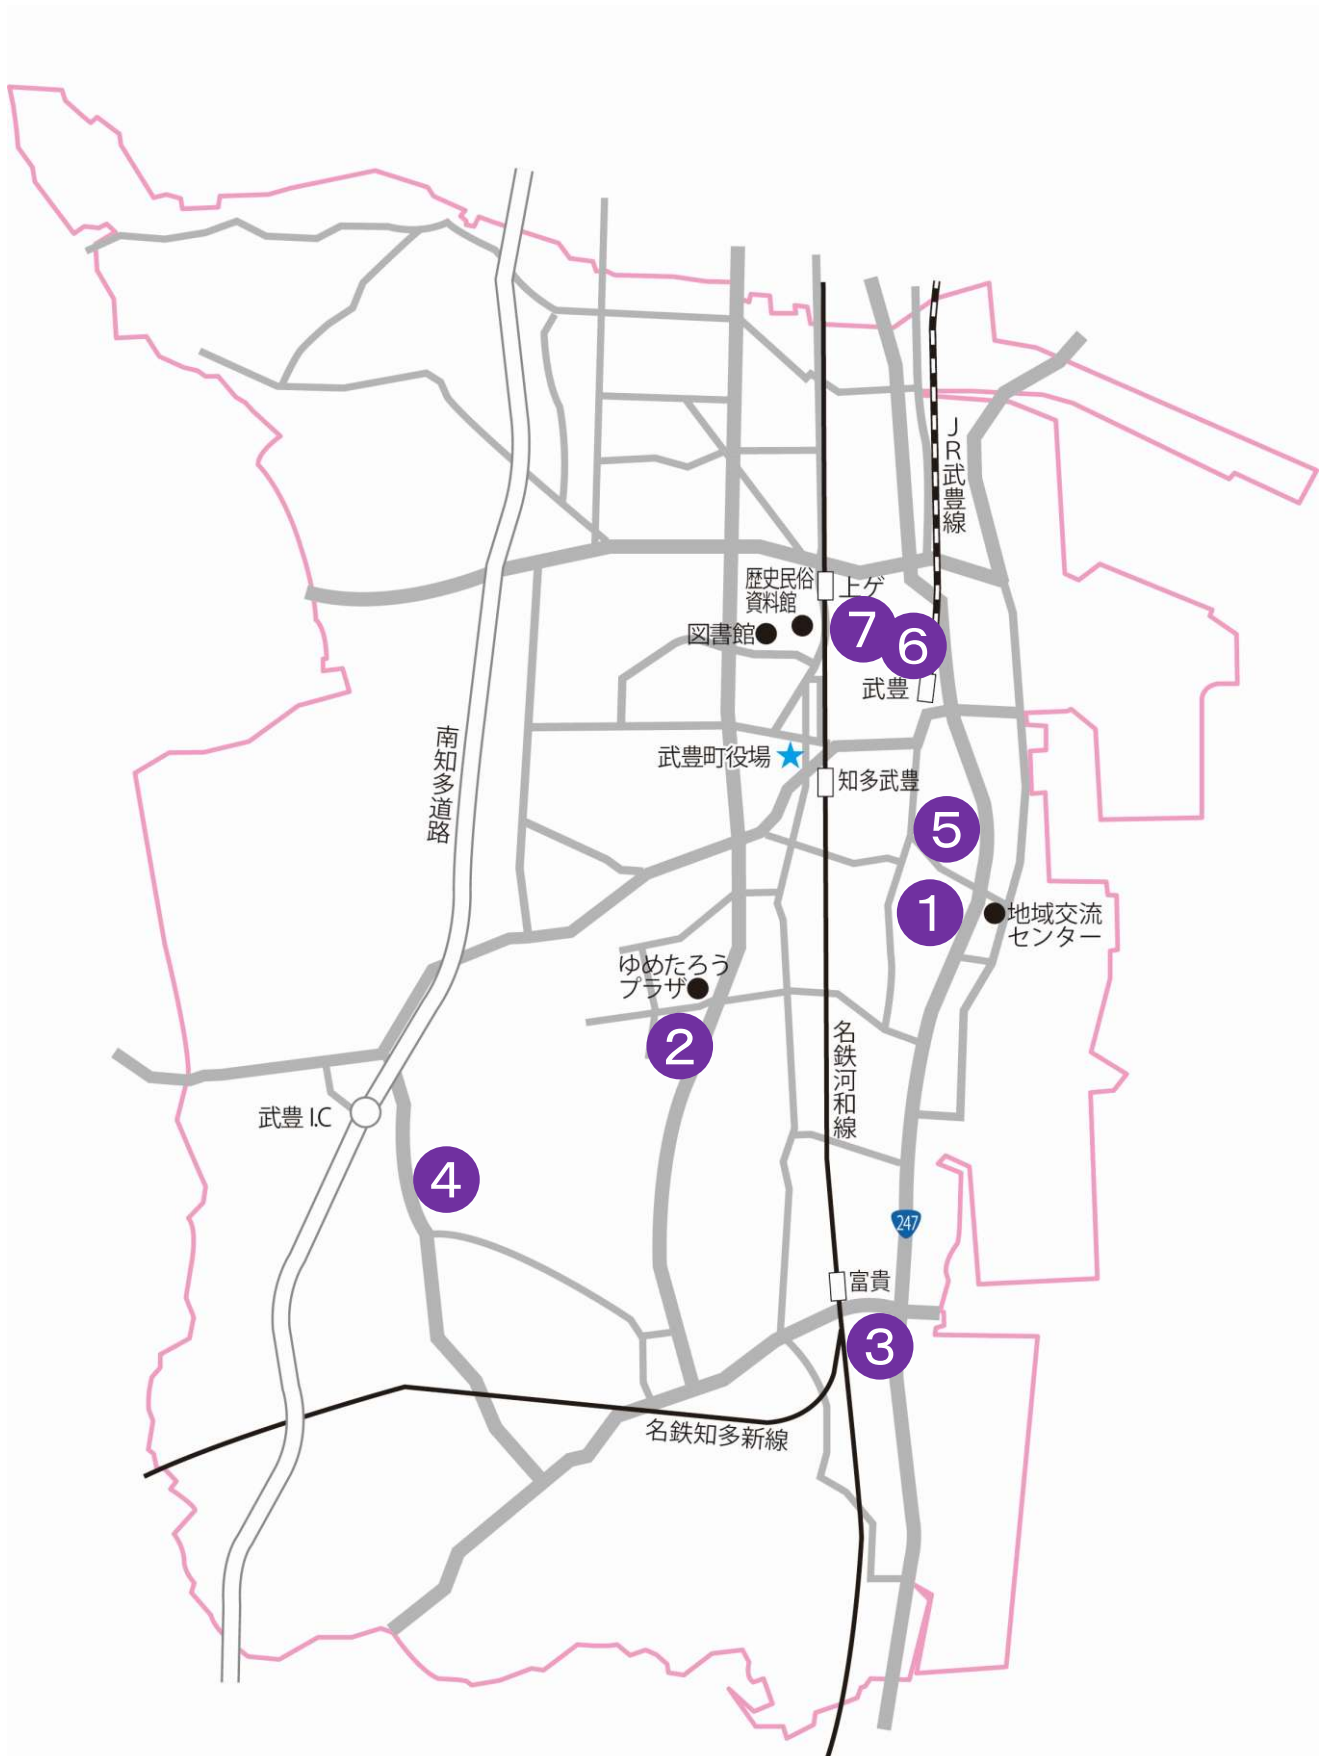 JR武豊線
歴史民俗
資料館
上ゲ
図書館
7
6
武豊
南知多道路
武豊町役場
知多武豊
5
1
地域交流
センター
ゆめたろう
プラザ
2
名鉄河和線
武豊 I.C
4
247
富貴
3
名鉄知多新線